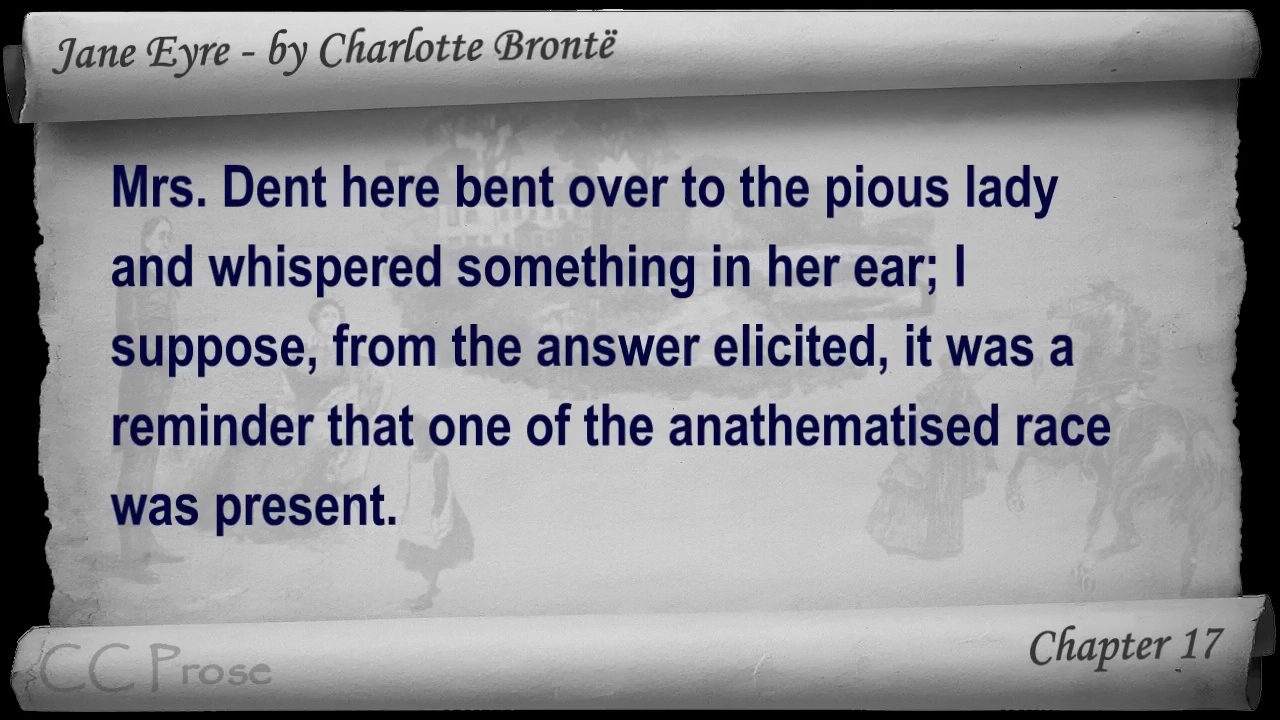 Jane Eyre - by Charlotte Brontë
Mrs. Dent here bent over to the pious lady
and whispered something in her ear; I
suppose, from the answer elicited, it was a
reminder that one of the anathematised race
was present.
CC Prose
Chapter 17